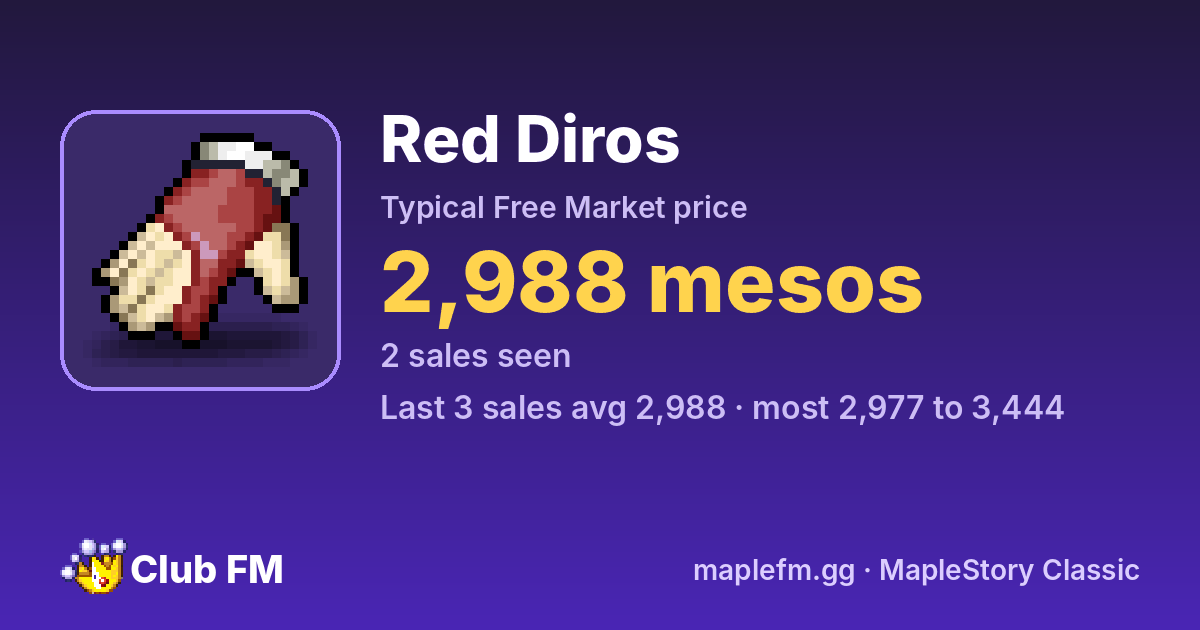 Red Diros
Typical Free Market price
2,988 mesos
2 sales seen
Last 3 sales avg 2,988 · most 2,977 to 3,444
Club FM
maplefm.gg · MapleStory Classic